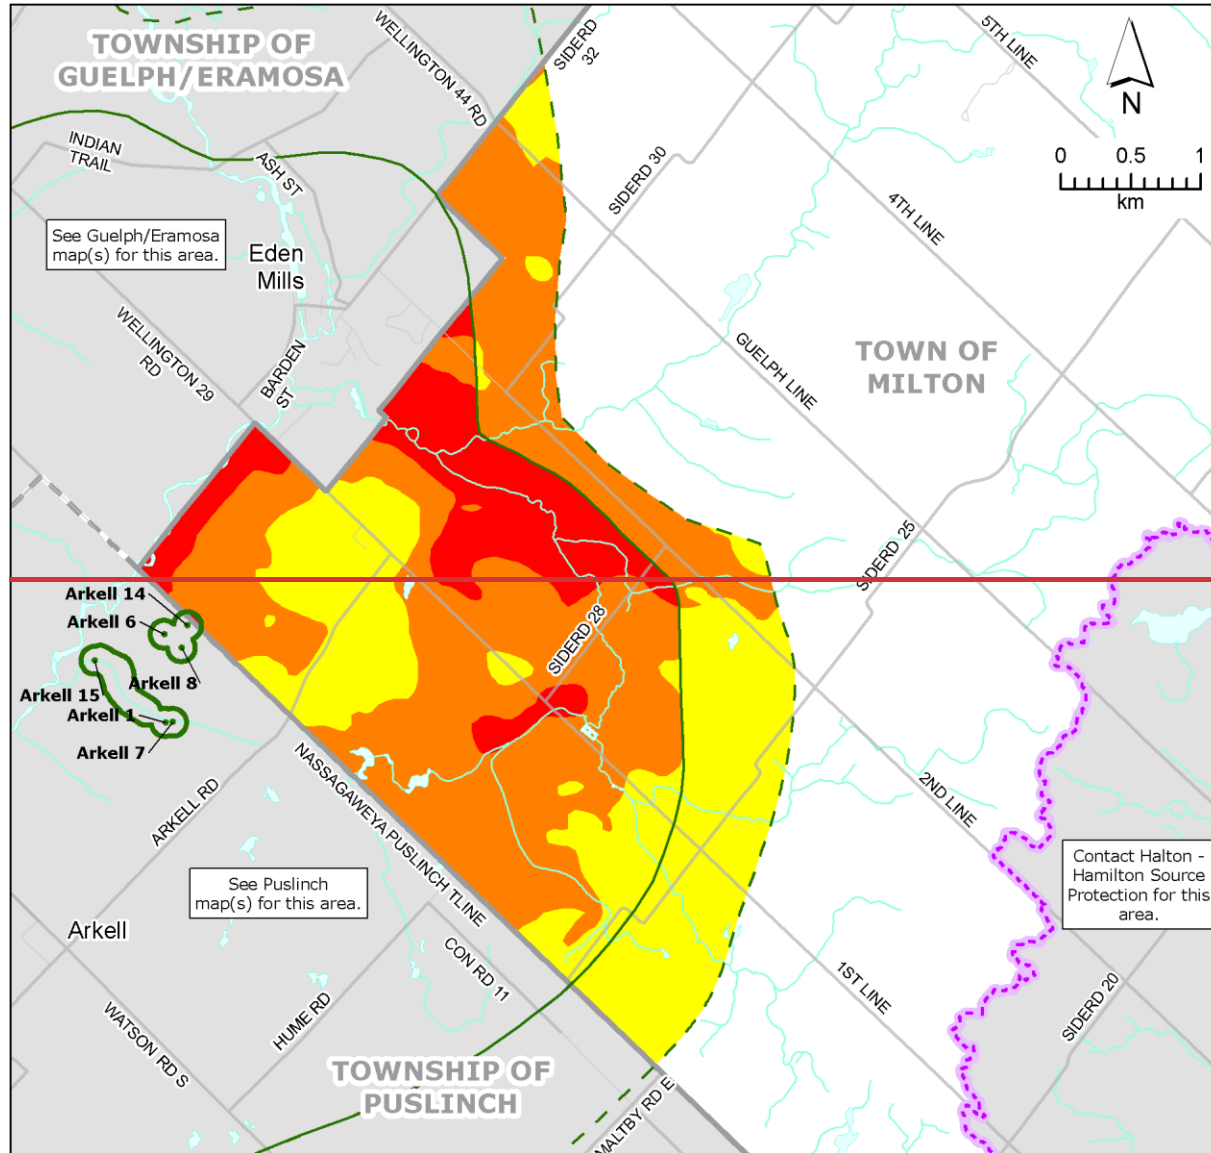 TOWNSHIP OF
GUELPH/ERAMOSA
WELLINGTON 44 RD
SIDERD
32
5TH LINE
N
0 0.5 1
km
INDIAN
TRAIL
ASH ST
SIDERD 30
4TH LINE
See Guelph/Eramosa
map(s) for this area.
Eden
Mills
WELLINGTON 29
RD
BARDEN
ST
GUELPH LINE
TOWN OF
MILTON
SIDERD 25
Arkell 14
Arkell 6
Arkell 8
Arkell 15
Arkell 1
Arkell 7
SIDERD 28
NASSAGAWEYA PUSLINCH TLINE
ARKELL RD
2ND LINE
See Puslinch
map(s) for this area.
Contact Halton -
Hamilton Source
Protection for this
area.
Arkell
CON RD 11
1ST LINE
HUME RD
WATSON RD S
SIDERD 20
TOWNSHIP OF
PUSLINCH
MALTBY RD E